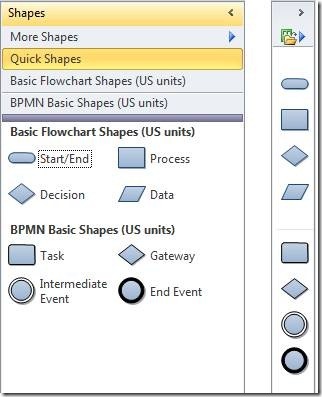 Shapes
More Shapes
Quick Shapes
Basic Flowchart Shapes (US units)
BPMN Basic Shapes (US units)
Basic Flowchart Shapes (US units)
Start/End Process
Decision Data
BPMN Basic Shapes (US units)
Task Gateway
Intermediate
Event
End Event